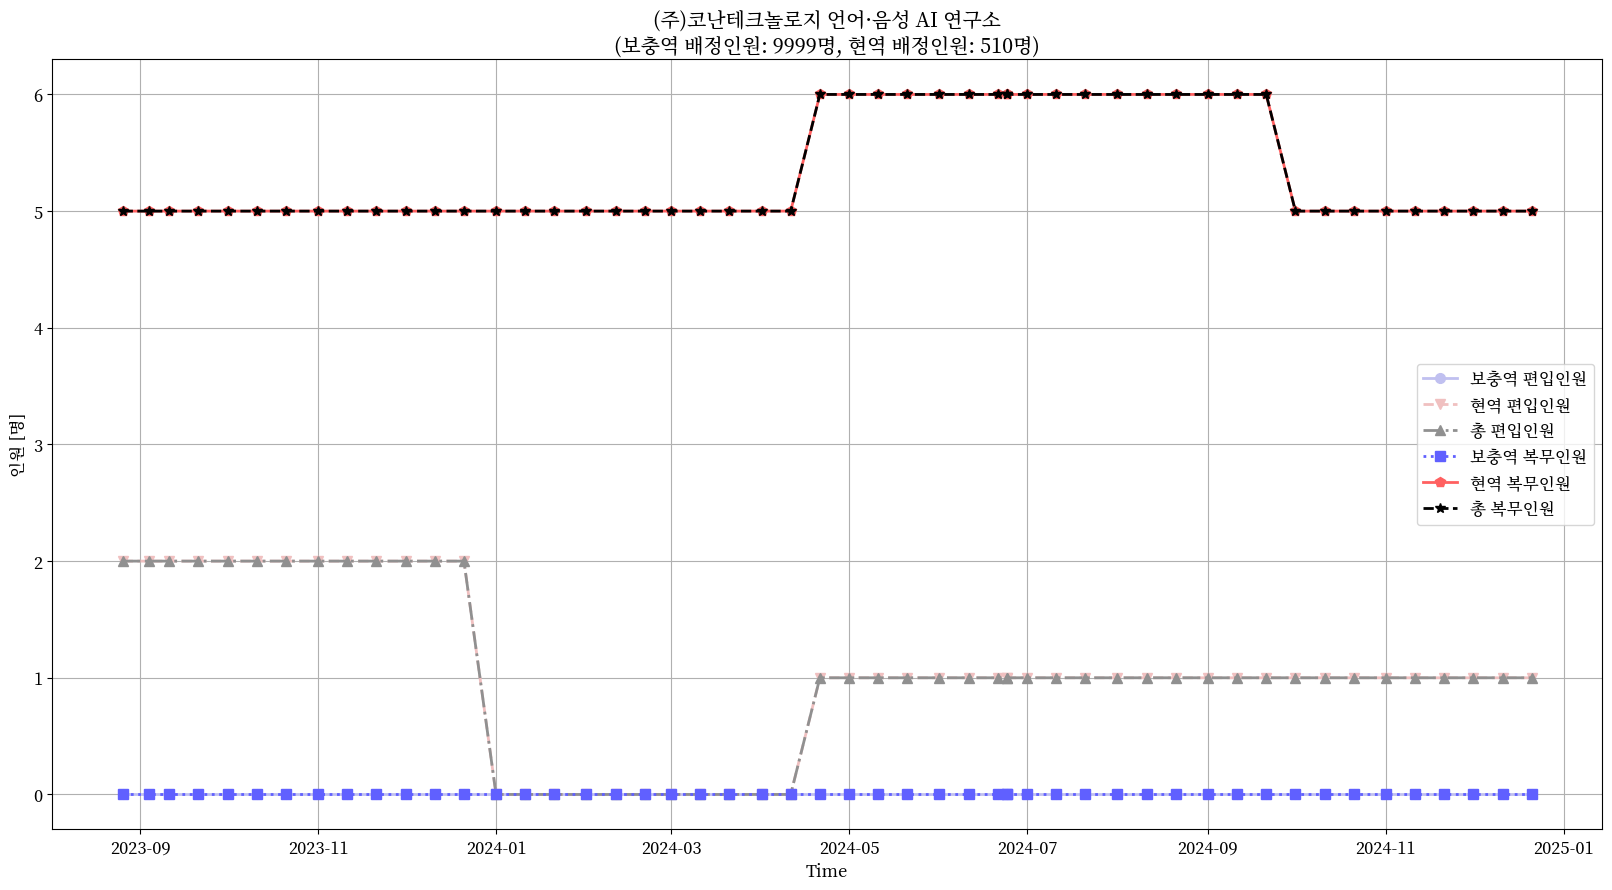 (주)코난테크놀로지 언어·음성 AI 연구소
(보충역 배정인원: 9999명, 현역 배정인원: 510명)
6
5
4
3
2
1
0
인원 [명]
보충역 편입인원
현역 편입인원
총 편입인원
보충역 복무인원
현역 복무인원
총 복무인원
2023-09
2023-11
2024-01
2024-03
2024-05
2024-07
2024-09
2024-11
2025-01
Time